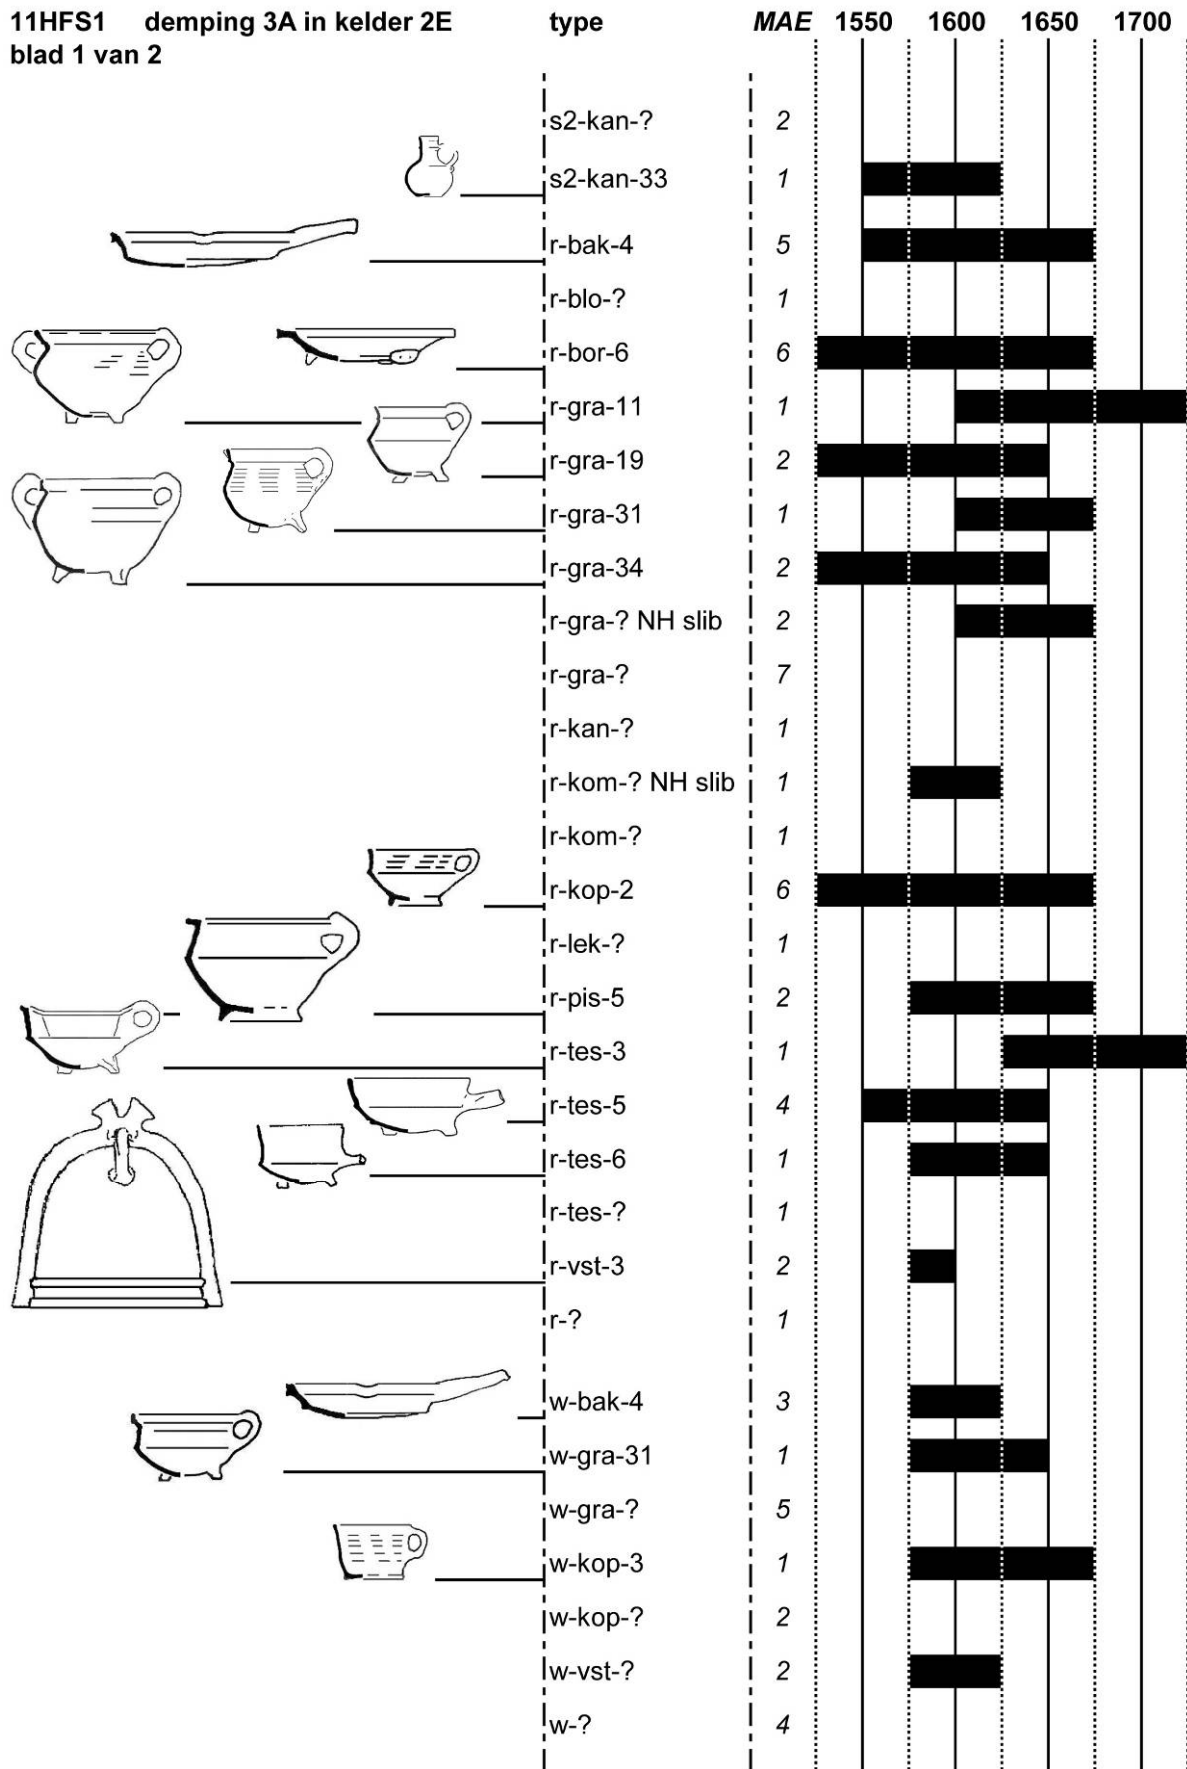 11HFS1 demping 3A in kelder 2E type MAE 1550 1600 1650 1700
blad 1 van 2
s2-kan-? 2
s2-kan-33 1
r-bak-4 5
r-blo-? 1
r-bor-6 6
r-gra-11 1
r-gra-19 2
r-gra-31 1
r-gra-34 2
r-gra-? NH slib 2
r-gra-? 7
r-kan-? 1
r-kom-? NH slib 1
r-kom-? 1
r-kop-2 6
r-lek-? 1
r-pis-5 2
r-tes-3 1
r-tes-5 4
r-tes-6 1
r-tes-? 1
r-vst-3 2
r-? 1
w-bak-4 3
w-gra-31 1
w-gra-? 5
w-kop-3 1
w-kop-? 2
w-vst-? 2
w-? 4